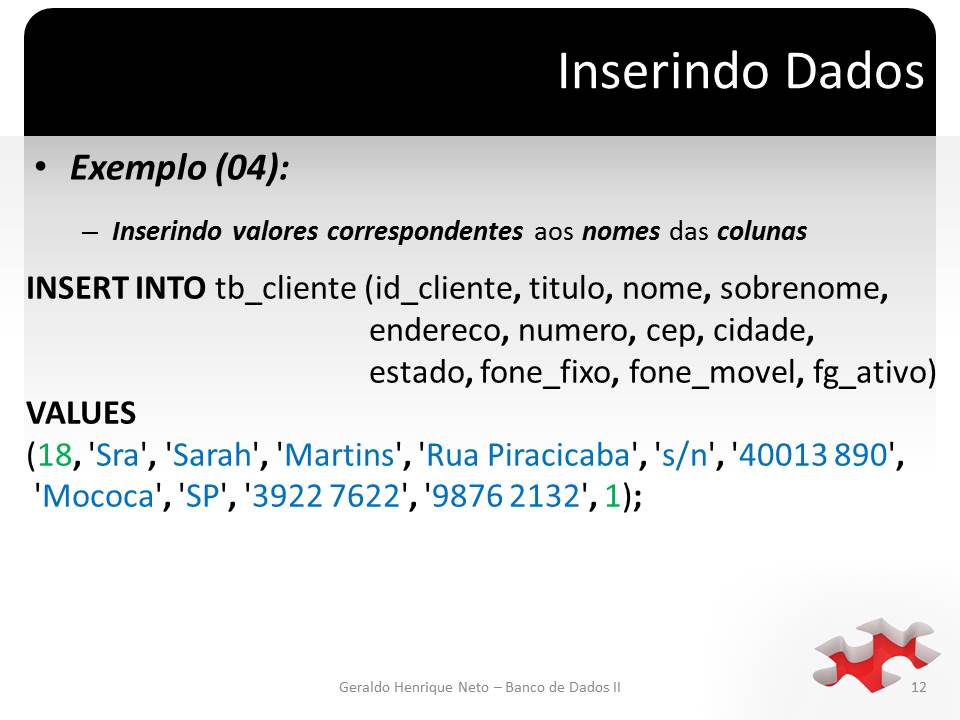 Inserindo Dados
• Exemplo (04):
– Inserindo valores correspondentes aos nomes das colunas
INSERT INTO tb_cliente (id_cliente, titulo, nome, sobrenome,
endereco, numero, cep, cidade,
estado, fone_fixo, fone_movel, fg_ativo)
VALUES
(18, 'Sra', 'Sarah', 'Martins', 'Rua Piracicaba', 's/n', '40013 890',
'Mococa', 'SP', '3922 7622', '9876 2132', 1);
Geraldo Henrique Neto – Banco de Dados II
12